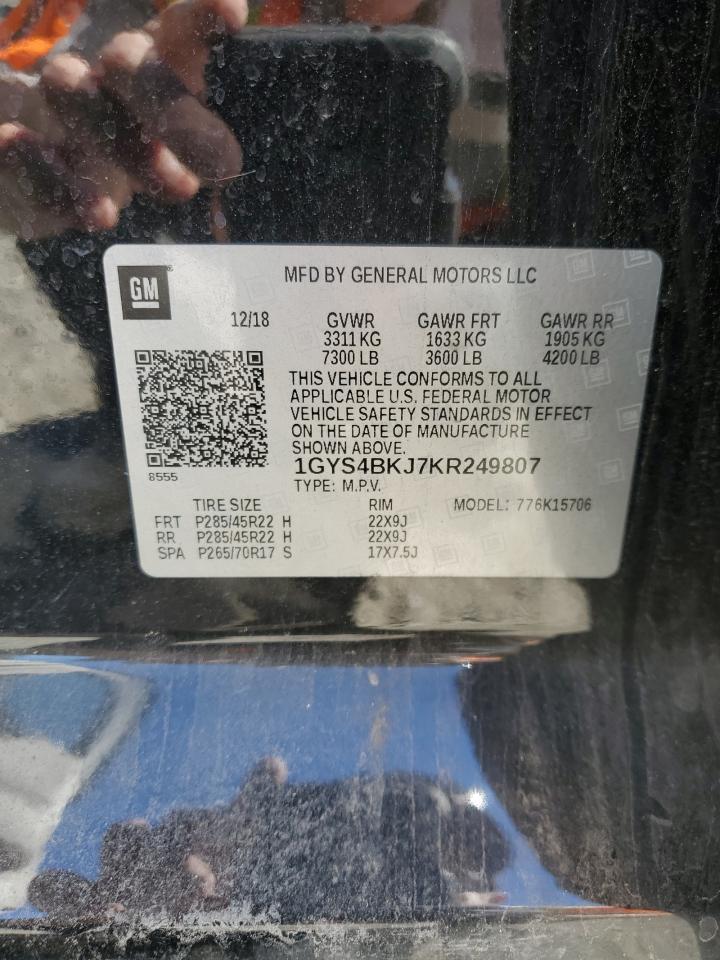 GM
MFD BY GENERAL MOTORS LLC
12/18 GVWR GAWR FRT GAWR RR
3311 KG 1633 KG 1905 KG
7300 LB 3600 LB 4200 LB
THIS VEHICLE CONFORMS TO ALL
APPLICABLE U.S. FEDERAL MOTOR
VEHICLE SAFETY STANDARDS IN EFFECT
ON THE DATE OF MANUFACTURE
SHOWN ABOVE.
8555
1GYS4BKJ7KR249807
TYPE: M.P.V.
TIRE SIZE RIM MODEL: 776K15706
FRT P285/45R22 H 22X9J
RR P285/45R22 H 22X9J
SPA P265/70R17 S 17X7.5J